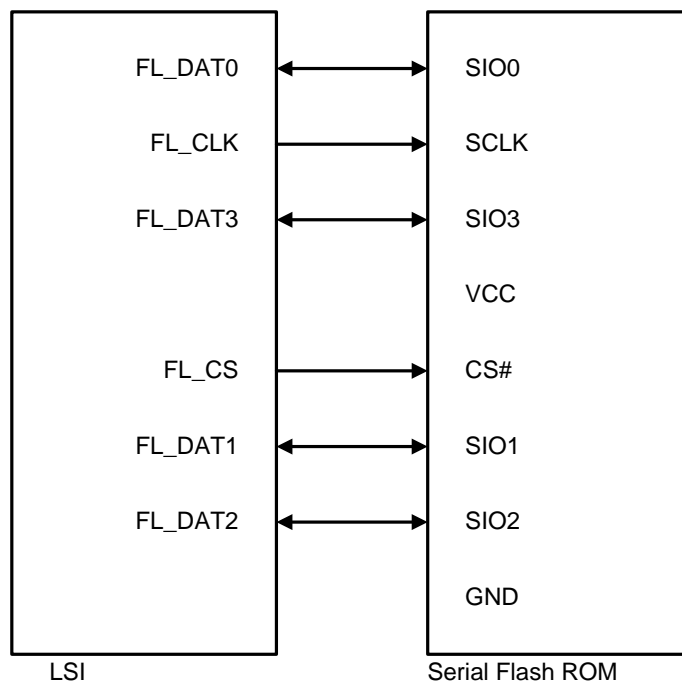 FL_DAT0 SIO0
FL_CLK SCLK
FL_DAT3 SIO3
VCC
FL_CS CS#
FL_DAT1 SIO1
FL_DAT2 SIO2
GND
LSI Serial Flash ROM